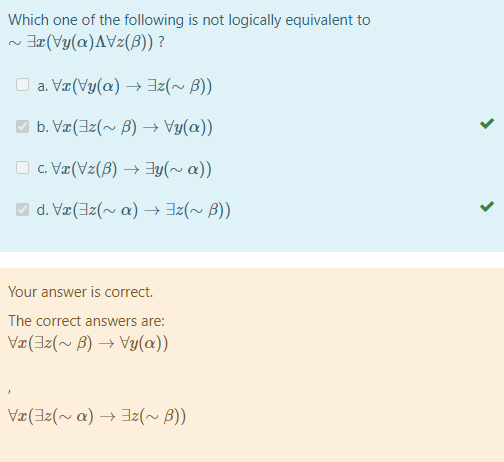 Which one of the following is not logically equivalent to
∼ ∃x(∀y(α)Λ∀z(β)) ?
a. ∀x(∀y(α) → ∃z(∼ β))
b. ∀x(∃z(∼ β) → ∀y(α))
c. ∀x(∀z(β) → ∃y(∼ α))
d. ∀x(∃z(∼ α) → ∃z(∼ β))
Your answer is correct.
The correct answers are:
∀x(∃z(∼ β) → ∀y(α))
,
∀x(∃z(∼ α) → ∃z(∼ β))